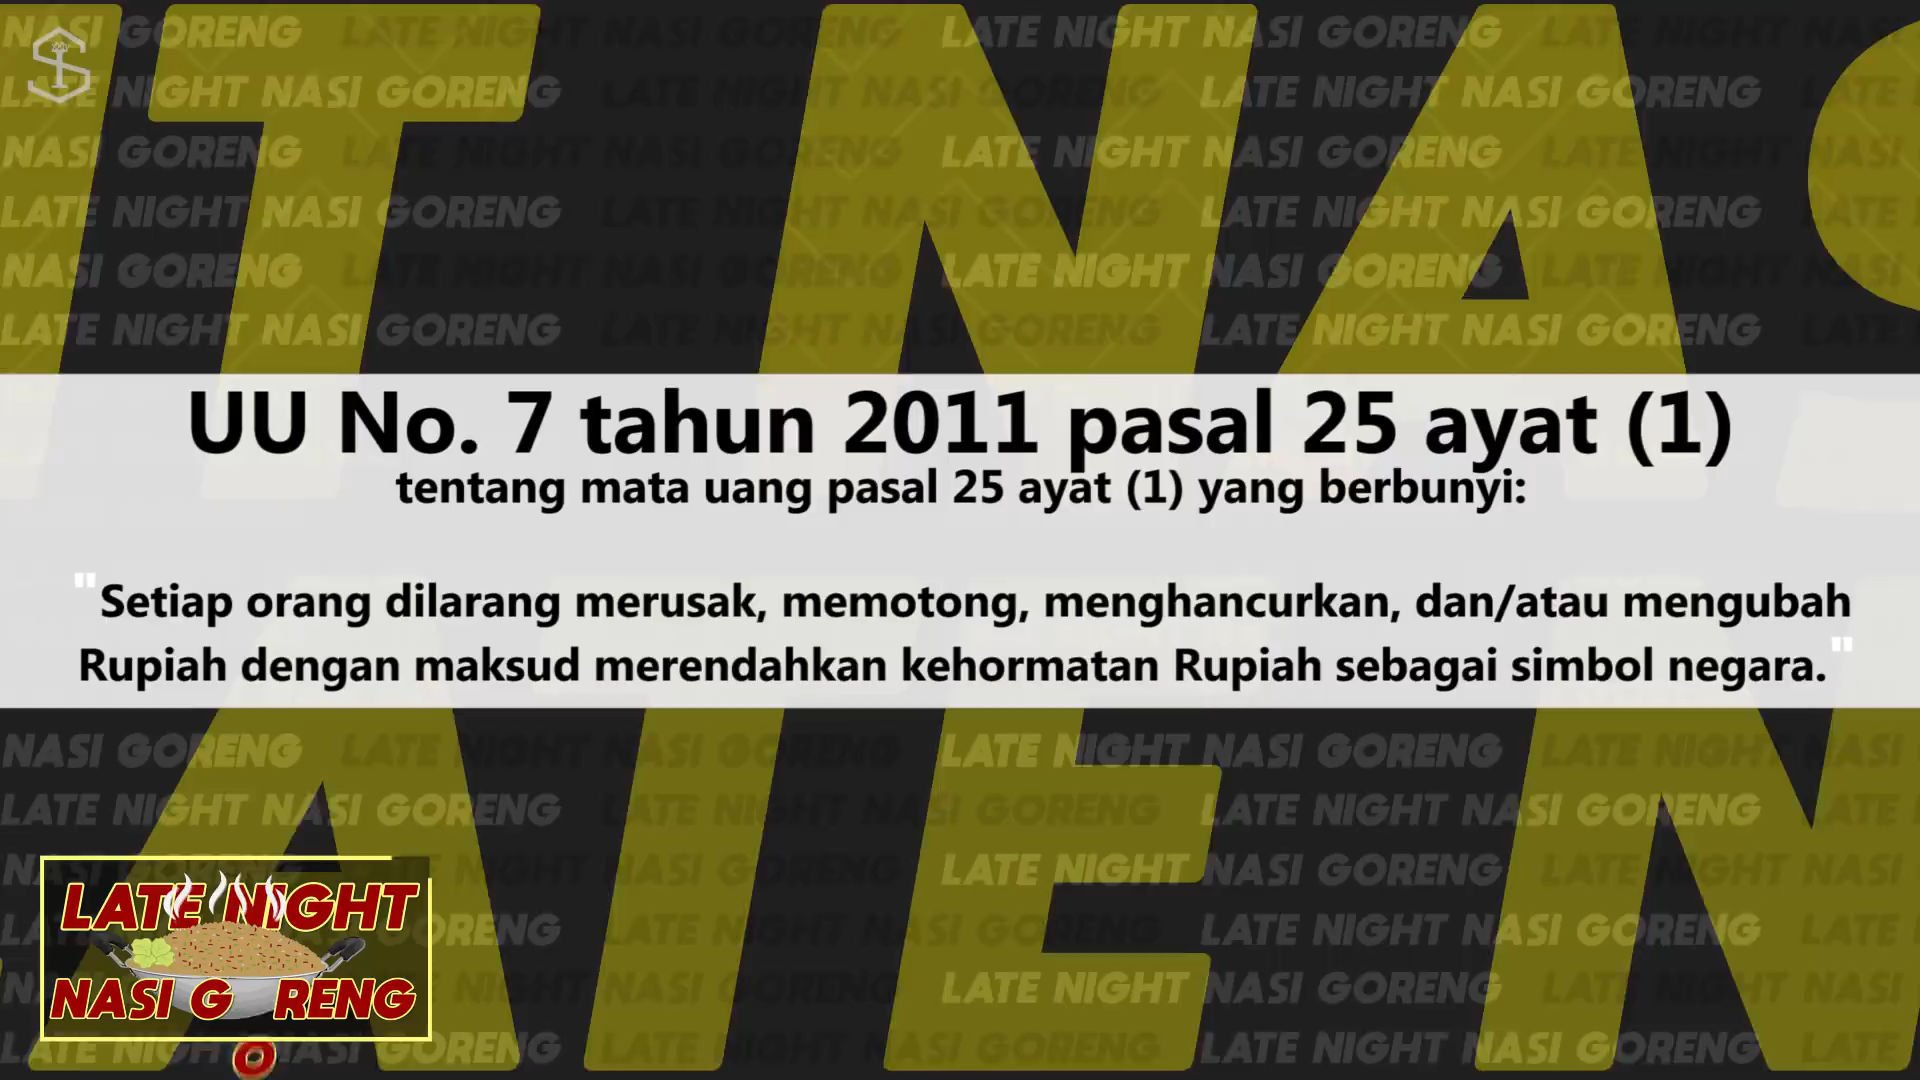 UU No. 7 tahun 2011 pasal 25 ayat (1)
tentang mata uang pasal 25 ayat (1) yang berbunyi:
"Setiap orang dilarang merusak, memotong, menghancurkan, dan/atau mengubah
Rupiah dengan maksud merendahkan kehormatan Rupiah sebagai simbol negara."
LATE NIGHT
NASI G RENG